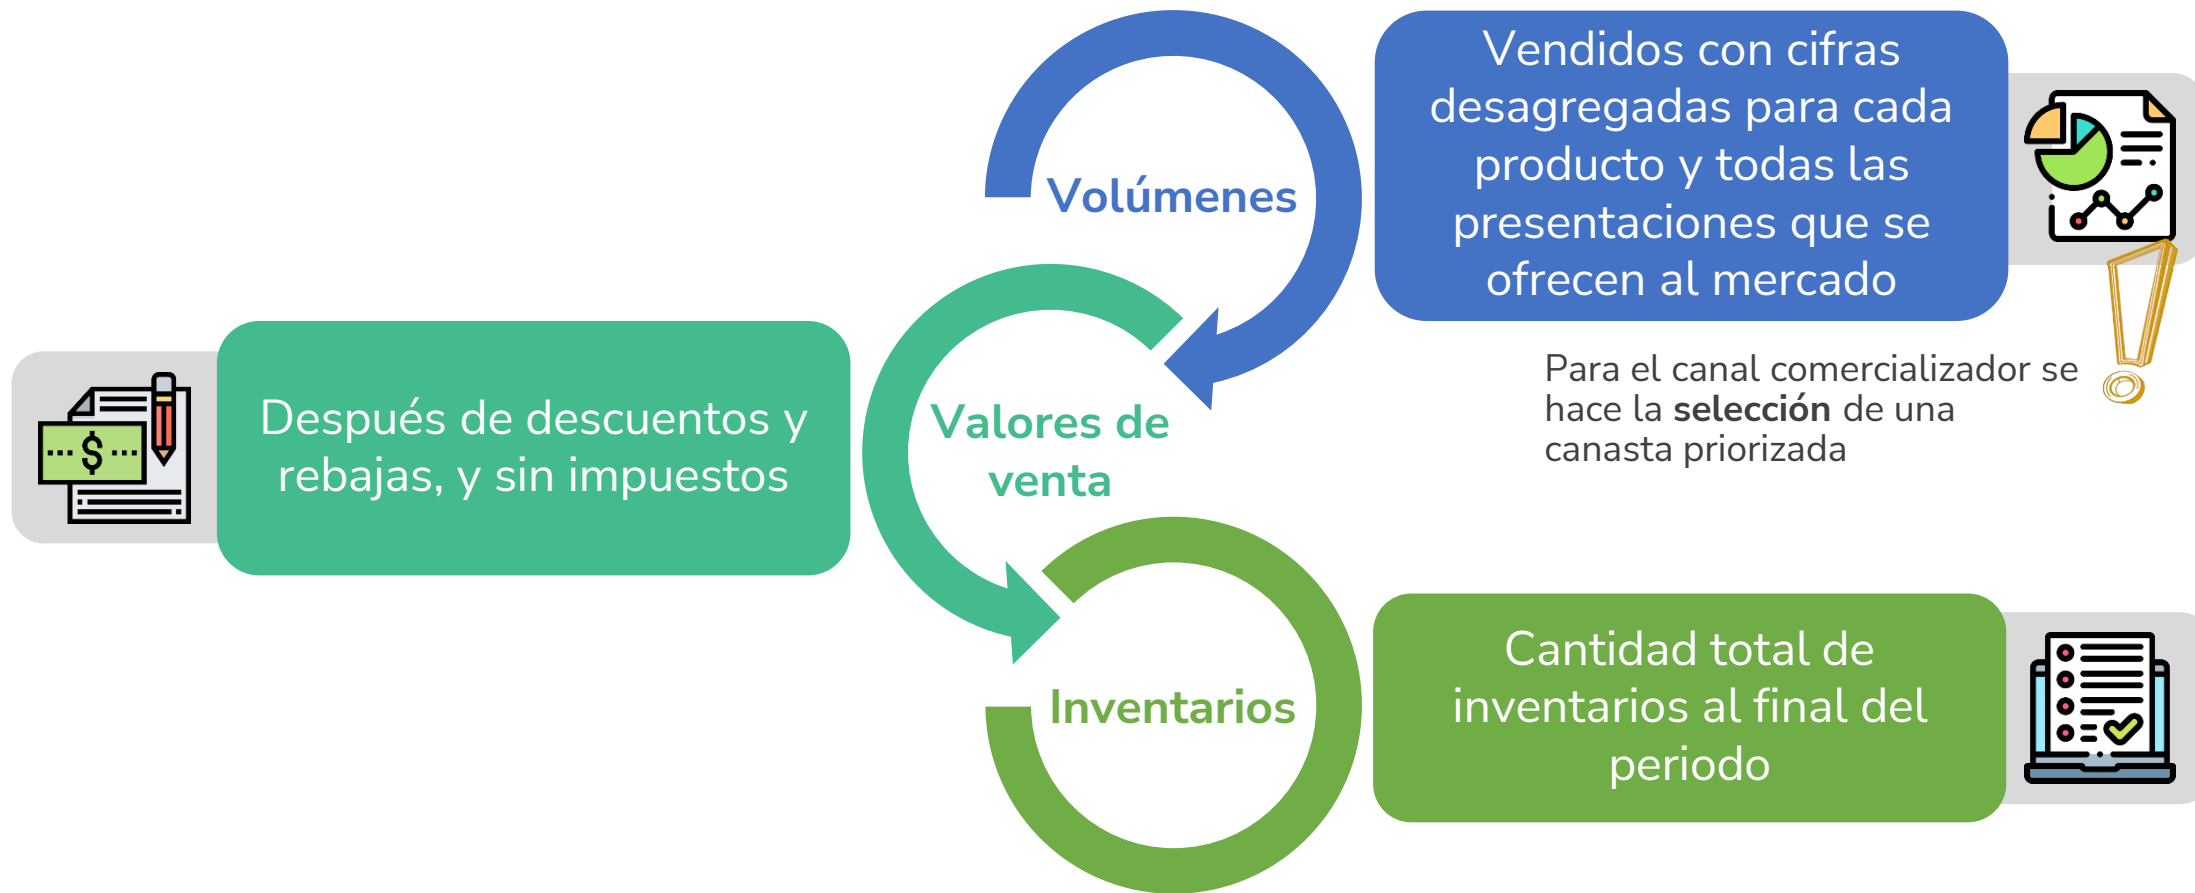 Volúmenes
Vendidos con cifras
desagregadas para cada
producto y todas las
presentaciones que se
ofrecen al mercado
Para el canal comercializador se
hace la selección de una
canasta priorizada
Valores de
venta
Después de descuentos y
rebajas, y sin impuestos
$
Inventarios
Cantidad total de
inventarios al final del
periodo